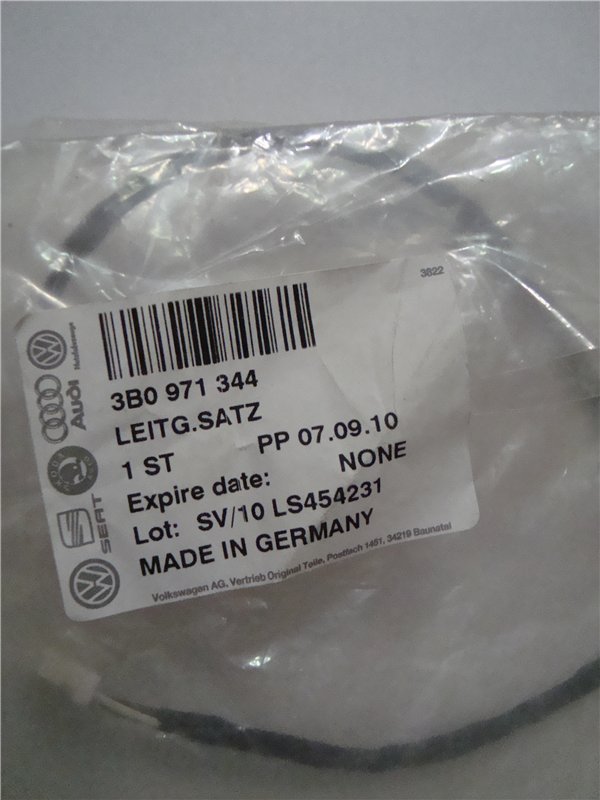 3622
3B0 971 344
LEITG.SATZ
1 ST PP 07.09.10
Expire date: NONE
Lot: SV/10 LS454231
MADE IN GERMANY
Volkswagen AG, Vertrieb Original Teile, Postfach 1451, 34219 Baunatal
Audi
SEAT